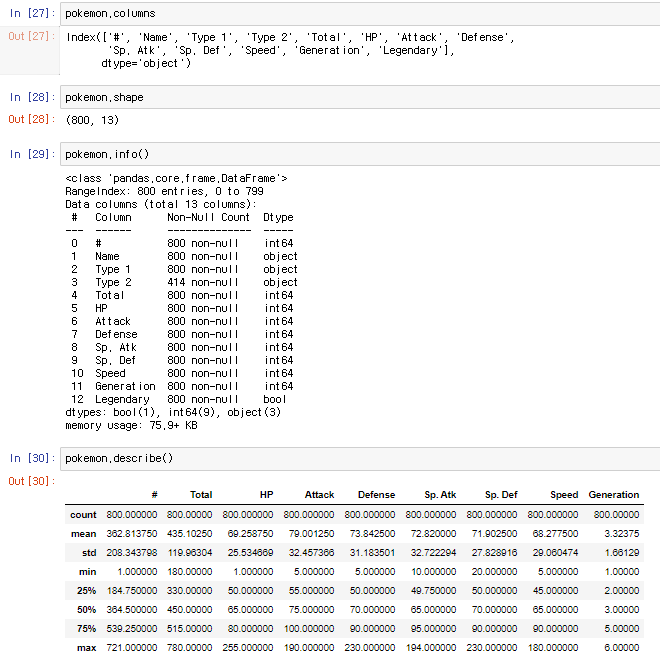 In [27]: pokemon.columns
Out[27]: Index(['#', 'Name', 'Type 1', 'Type 2', 'Total', 'HP', 'Attack', 'Defense',
'Sp. Atk', 'Sp. Def', 'Speed', 'Generation', 'Legendary'],
dtype='object')
In [28]: pokemon.shape
Out[28]: (800, 13)
In [29]: pokemon.info()
<class 'pandas.core.frame.DataFrame'>
RangeIndex: 800 entries, 0 to 799
Data columns (total 13 columns):
# Column Non-Null Count Dtype
--- ------ -------------- -----
0 # 800 non-null int64
1 Name 800 non-null object
2 Type 1 800 non-null object
3 Type 2 414 non-null object
4 Total 800 non-null int64
5 HP 800 non-null int64
6 Attack 800 non-null int64
7 Defense 800 non-null int64
8 Sp. Atk 800 non-null int64
9 Sp. Def 800 non-null int64
10 Speed 800 non-null int64
11 Generation 800 non-null int64
12 Legendary 800 non-null bool
dtypes: bool(1), int64(9), object(3)
memory usage: 75.9+ KB
In [30]: pokemon.describe()
Out[30]:
# Total HP Attack Defense Sp. Atk Sp. Def Speed Generation
count 800.000000 800.00000 800.000000 800.000000 800.000000 800.000000 800.000000 800.000000 800.00000
mean 362.813750 435.10250 69.258750 79.001250 73.842500 72.820000 71.902500 68.277500 3.32375
std 208.343798 119.96304 25.534669 32.457366 31.183501 32.722294 27.828916 29.060474 1.66129
min 1.000000 180.00000 1.000000 5.000000 5.000000 10.000000 20.000000 5.000000 1.00000
25% 184.750000 330.00000 50.000000 55.000000 50.000000 49.750000 50.000000 45.000000 2.00000
50% 364.500000 450.00000 65.000000 75.000000 70.000000 65.000000 70.000000 65.000000 3.00000
75% 539.250000 515.00000 80.000000 100.000000 90.000000 95.000000 90.000000 90.000000 5.00000
max 721.000000 780.00000 255.000000 190.000000 230.000000 194.000000 230.000000 180.000000 6.00000